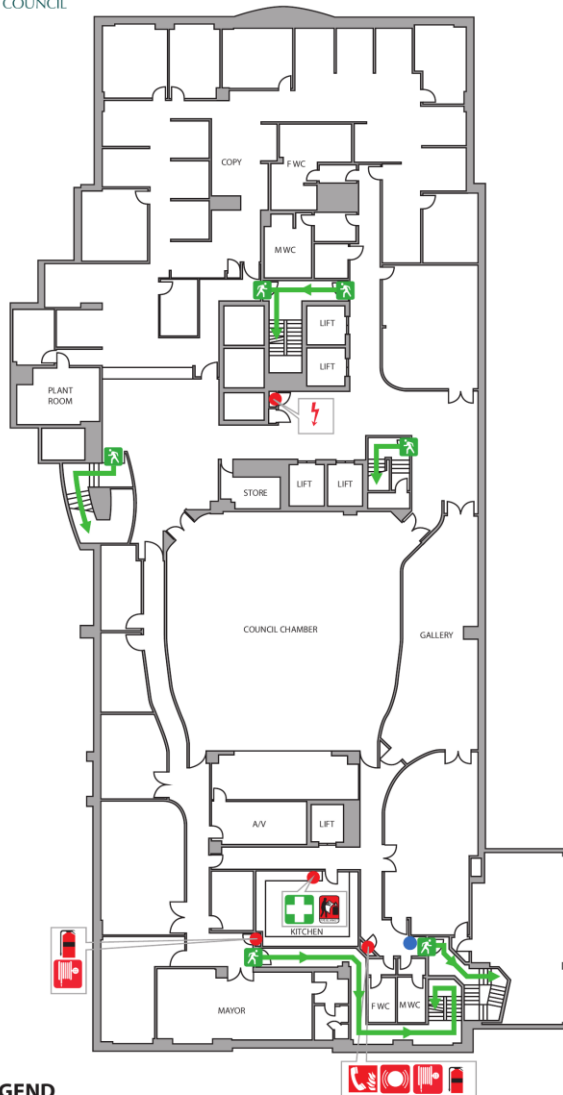 COUNCIL
COPY
F WC
M WC
LIFT
LIFT
PLANT
ROOM
STORE
LIFT
LIFT
COUNCIL CHAMBER
GALLERY
A/V
LIFT
KITCHEN
MAYOR
F WC
M WC
GEND